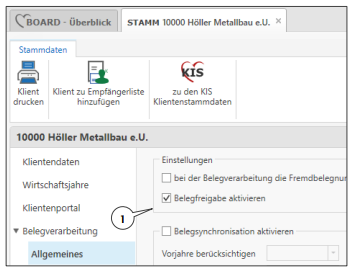 BOARD - Überblick
STAMM 10000 Höller Metallbau e.U. ×
Stammdaten
Klient drucken
Klient zu Empfängerliste hinzufügen
KIS
zu den KIS Klientenstammdaten
10000 Höller Metallbau e.U.
Klientendaten
Wirtschaftsjahre
Klientenportal
Belegverarbeitung
Allgemeines
Einstellungen
bei der Belegverarbeitung die
Belegfreigabe aktivieren
1
Belegsynchronisation aktivieren
Vorjahre berücksichtigen